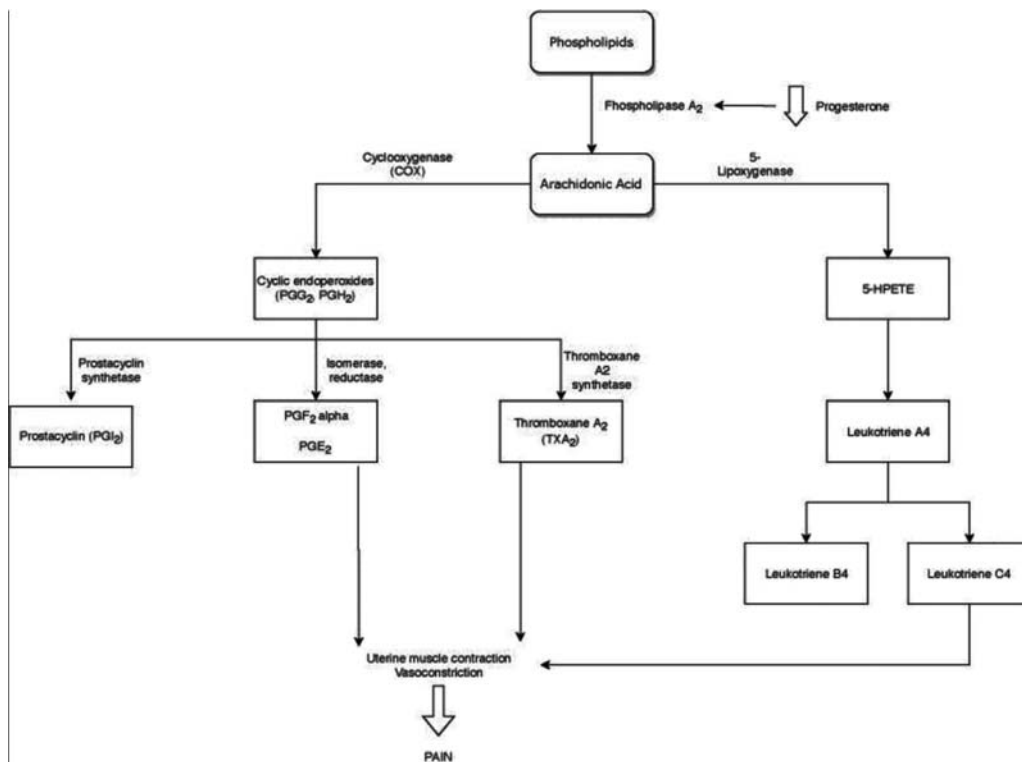 Phospholipids
Fhospholipase A₂
Progesterone
Cyclooxygenase
(COX)
5-
Lipoxygenase
Arachidonic Acid
Cyclic endoperoxides
(PGG₂, PGH₂)
5-HPETE
Prostacyclin
synthetase
Isomerase,
reductase
Thromboxane
A2
synthetase
Prostacyclin (PGI₂)
PGF₂ alpha
PGE₂
Thromboxane A₂
(TXA₂)
Leukotriene A4
Leukotriene B4
Leukotriene C4
Uterine muscle contraction
Vasoconstriction
PAIN